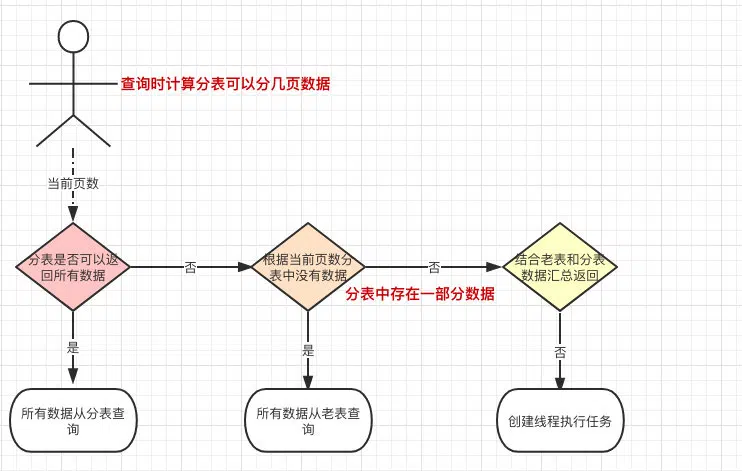 查询时计算分表可以分几页数据
当前页数
分表是否可以返
回所有数据
否
根据当前页数分
表中没有数据
否
结合老表和分表
数据汇总返回
分表中存在一部分数据
是
是
否
所有数据从分表查
询
所有数据从老表查
询
创建线程执行任务